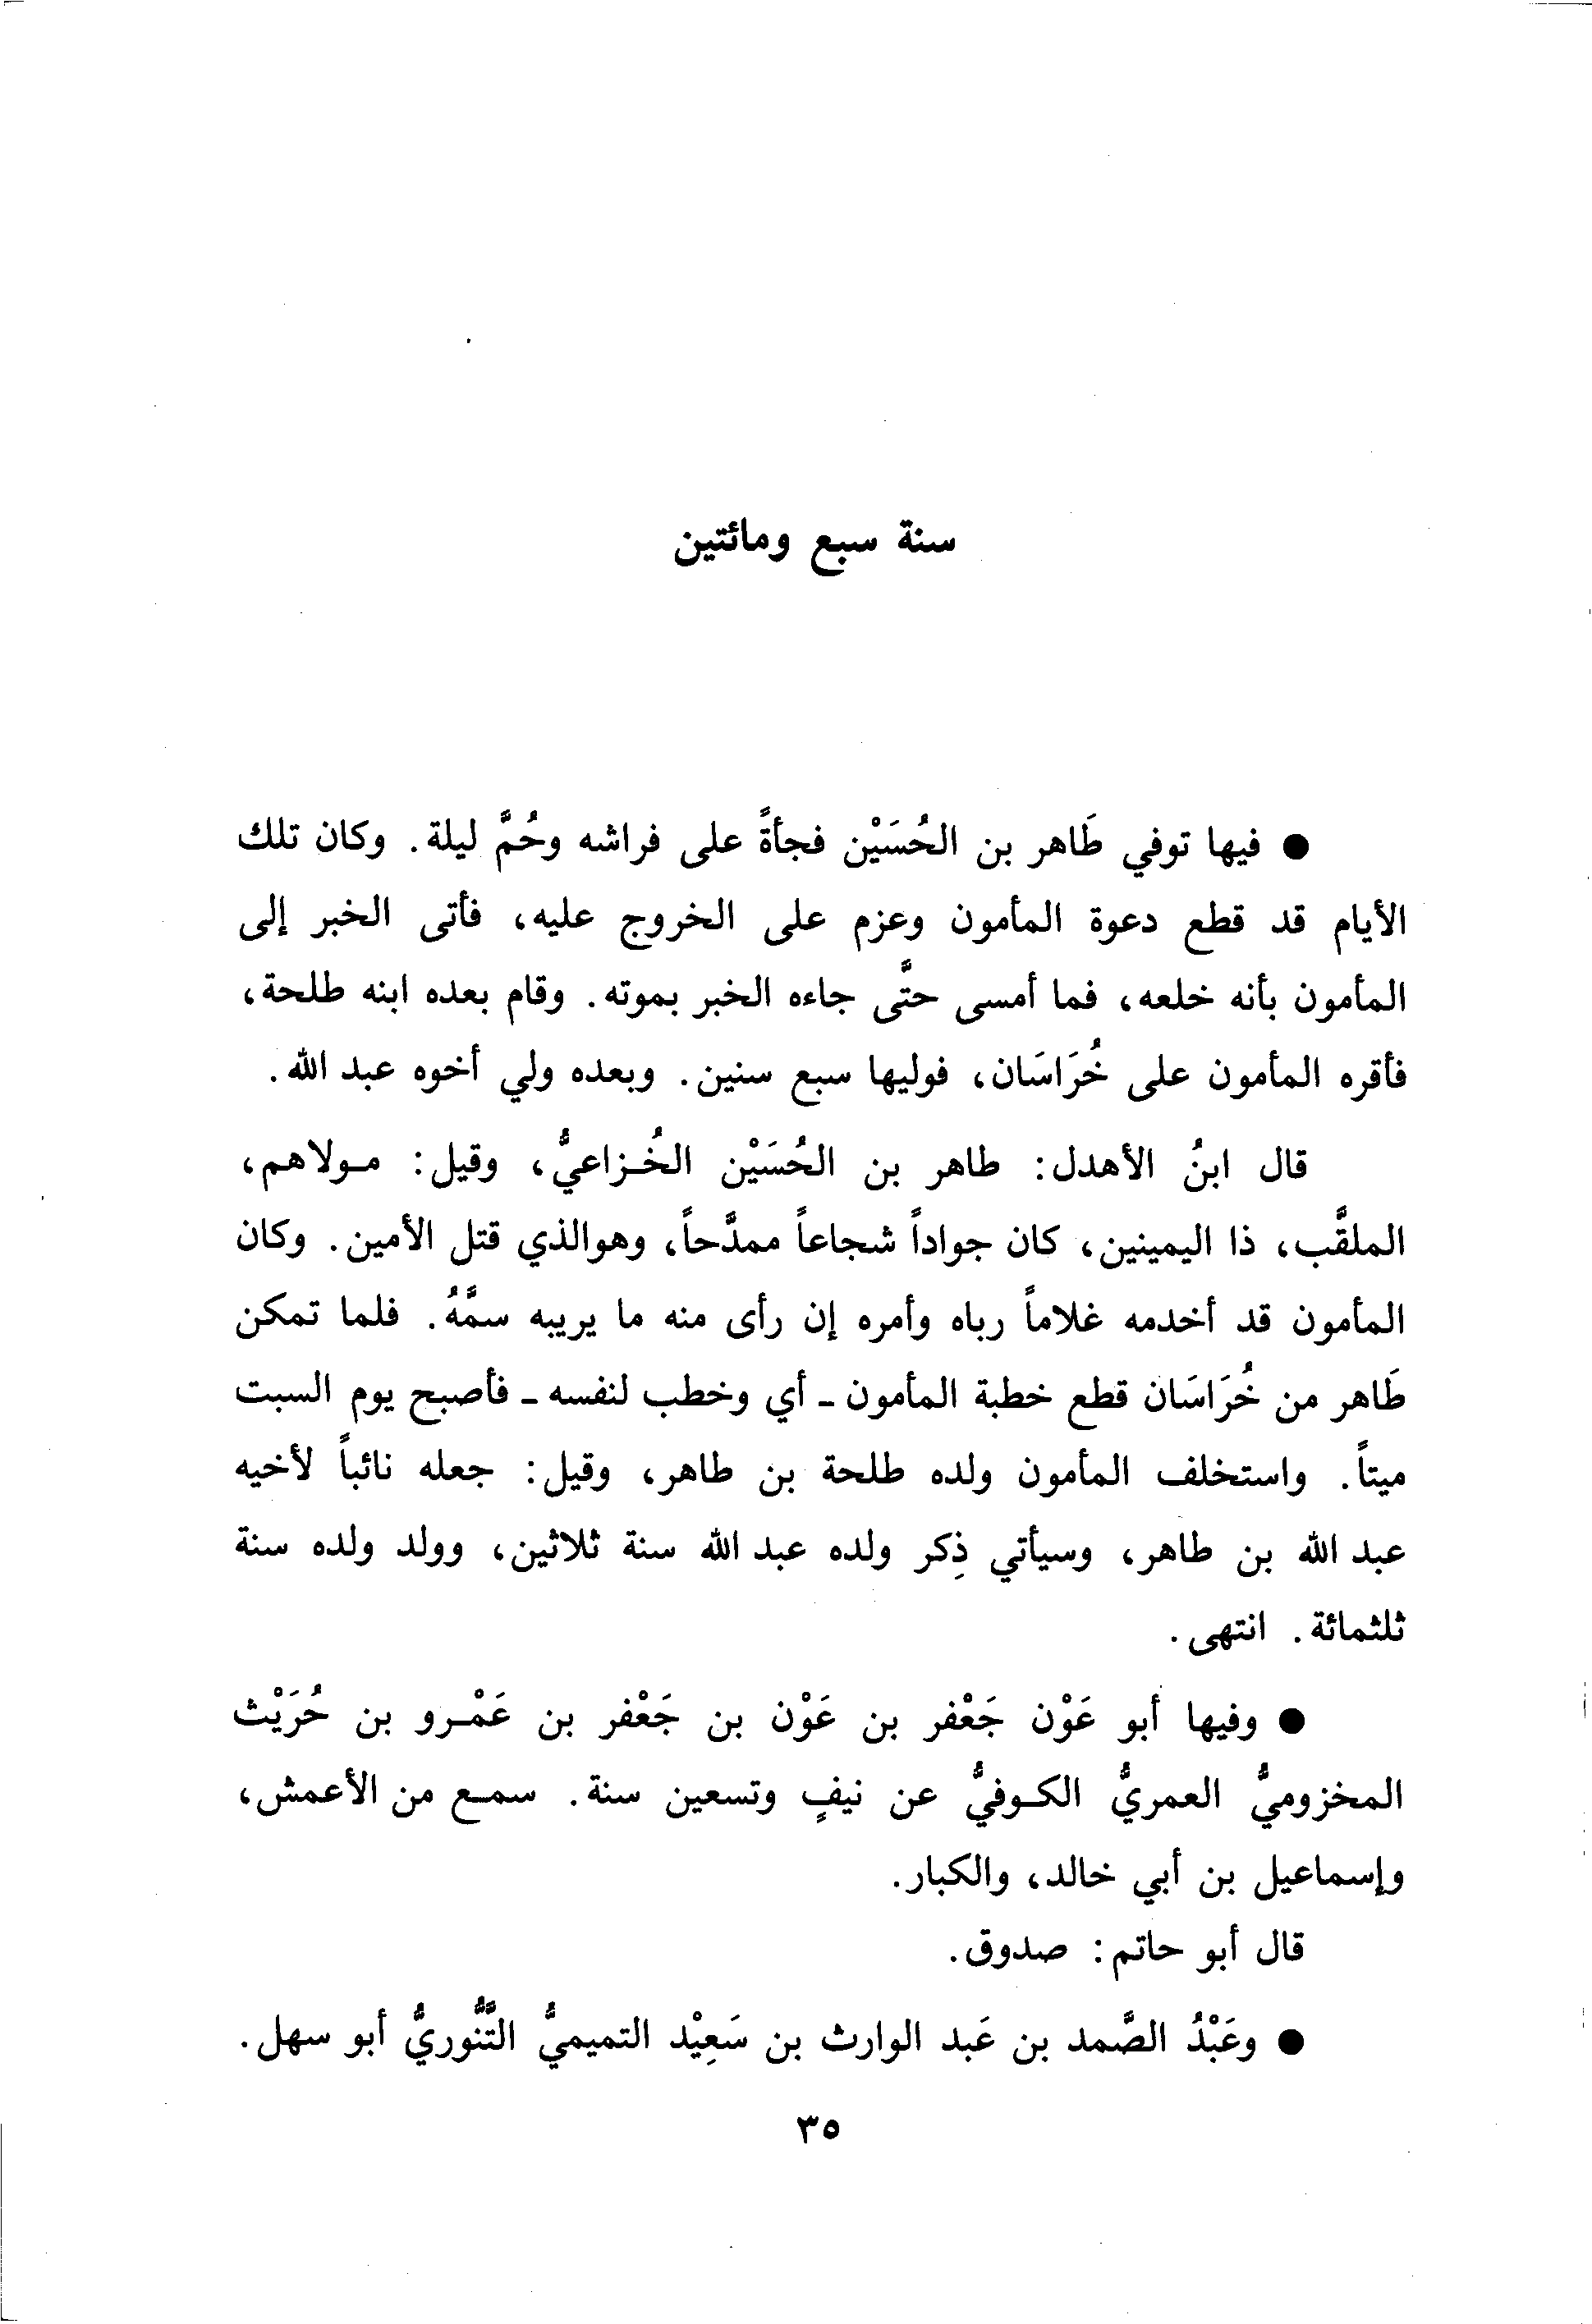 سنة سبع ومائتين
● فيها توفي طَاهر بن الحُسَيْن فجأةً على فراشه وحُمَّ ليلة. وكان تلك
الأيام قد قطع دعوة المأمون وعزم على الخروج عليه، فأتى الخبر إلى
المأمون بأنه خلعه، فما أمسى حتَّى جاءه الخبر بموته. وقام بعده ابنه طلحة،
فأقره المأمون على خُرَاسَان، فوليها سبع سنين. وبعده ولي أخوه عبد الله.
قال ابنُ الأهدل: طاهر بن الحُسَيْن الخُـزاعيُّ، وقيل: مـولاهم،
الملقَّب، ذا اليمينين، كان جواداً شجاعاً ممدَّحاً، وهوالذي قتل الأمين. وكان
المأمون قد أخدمه غلاماً رباه وأمره إن رأى منه ما يريبه سمَّهُ. فلما تمكن
طَاهر من خُرَاسَان قطع خطبة المأمون ـ أي وخطب لنفسه ـ فأصبح يوم السبت
ميتاً. واستخلف المأمون ولده طلحة بن طاهر، وقيل: جعله نائباً لأخيه
عبد الله بن طاهر، وسيأتي ذِكر ولده عبد الله سنة ثلاثين، وولد ولده سنة
ثلثمائة. انتهى.
● وفيها أبو عَوْن جَعْفر بن عَوْن بن جَعْفر بن عَمْـرو بن حُرَيْث
المخزوميُّ العمريُّ الكـوفيُّ عن نيفٍ وتسعين سنة. سمـع من الأعمش،
وإسماعيل بن أبي خالد، والكبار.
قال أبو حاتم: صدوق.
● وعَبْدُ الصَّمد بن عَبد الوارث بن سَعِيْد التميميُّ التَّنُّوريُّ أبو سهل.
٣٥